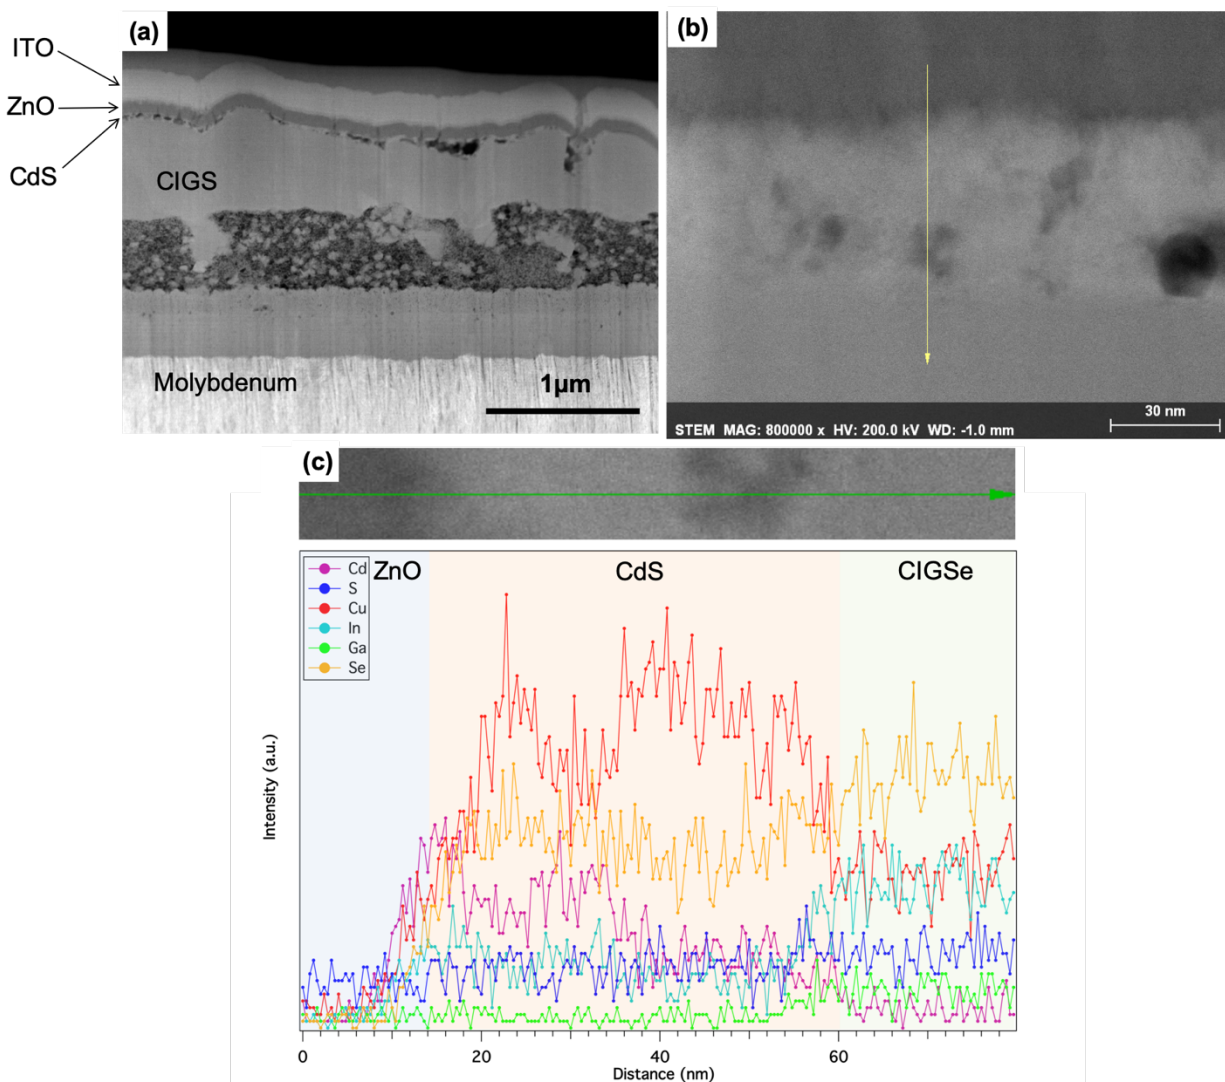 (a)
ITO
ZnO
CdS
CIGS
Molybdenum
1µm
(b)
30 nm
STEM MAG: 800000 x HV: 200.0 kV WD: -1.0 mm
(c)
Cd
S
Cu
In
Ga
Se
ZnO
CdS
CIGSe
Intensity (a.u.)
0
20
40
60
Distance (nm)